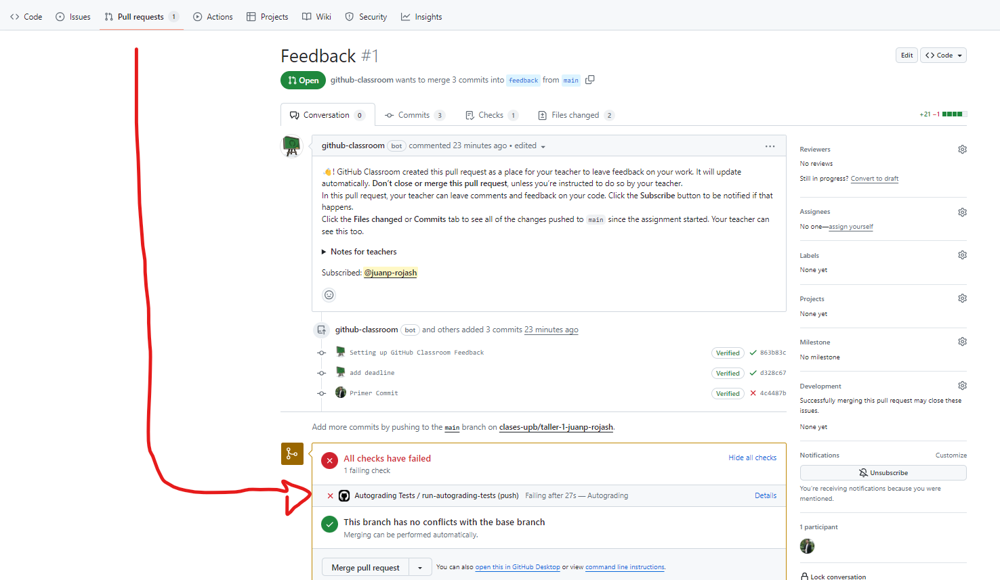 Code Issues Pull requests 1 Actions Projects Wiki Security Insights
Feedback #1
Edit Code
Open github-classroom wants to merge 3 commits into feedback from main
Conversation 0 Commits 3 Checks 1 Files changed 2
+21 −1
github-classroom bot commented 23 minutes ago • edited
👋! GitHub Classroom created this pull request as a place for your teacher to leave feedback on your work. It will update
automatically. Don’t close or merge this pull request, unless you’re instructed to do so by your teacher.
In this pull request, your teacher can leave comments and feedback on your code. Click the Subscribe button to be notified if that
happens.
Click the Files changed or Commits tab to see all of the changes pushed to main since the assignment started. Your teacher can
see this too.
Notes for teachers
Subscribed: @juanp-rojash
github-classroom bot and others added 3 commits 23 minutes ago
Setting up GitHub Classroom Feedback Verified 863b83c
add deadline Verified d328c67
Primer Commit Verified 4c4487b
Add more commits by pushing to the main branch on clases-upb/taller-1-juanp-rojash.
All checks have failed Hide all checks
1 failing check
Autograding Tests / run-autograding-tests (push) Failing after 27s — Autograding Details
This branch has no conflicts with the base branch
Merging can be performed automatically.
Merge pull request You can also open this in GitHub Desktop or view command line instructions.
Reviewers
No reviews
Still in progress? Convert to draft
Assignees
No one—assign yourself
Labels
None yet
Projects
None yet
Milestone
No milestone
Development
Successfully merging this pull request may close these
issues.
None yet
Notifications Customize
Unsubscribe
You’re receiving notifications because you were
mentioned.
1 participant
Lock conversation